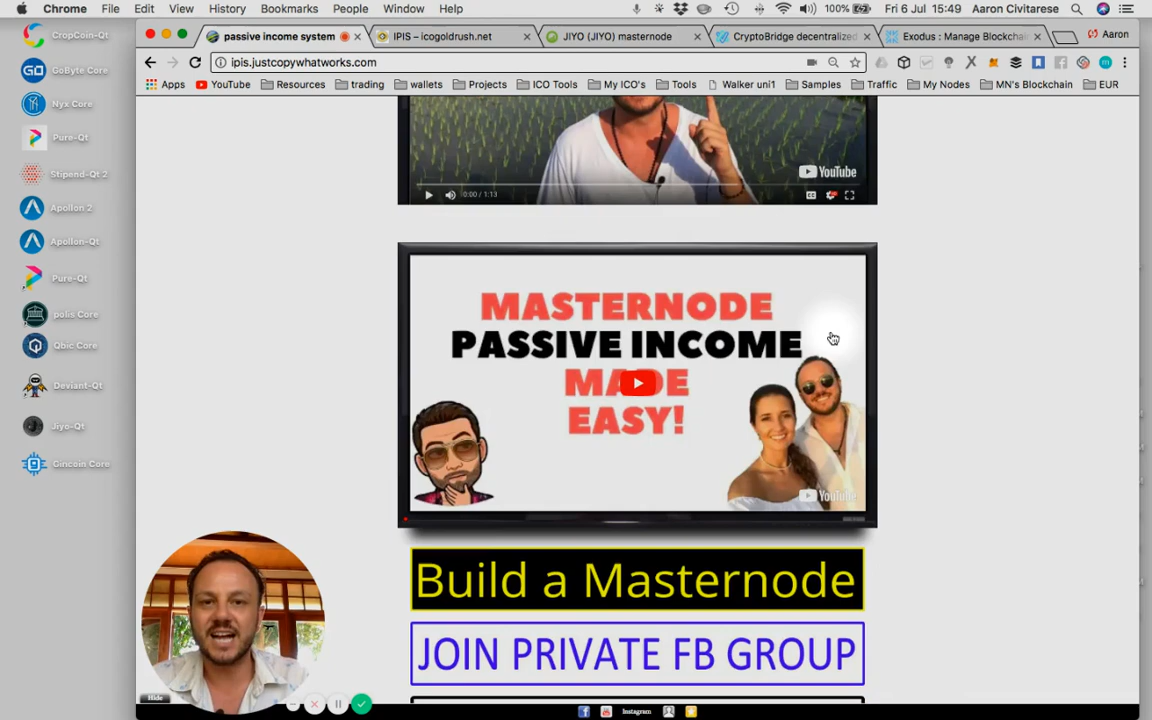 Chrome File Edit View History Bookmarks People Window Help 100% Fri 6 Jul 15:49 Aaron Civitarese
passive income system IPIS – icogoldrush.net JIYO (JIYO) masternode CryptoBridge decentralized Exodus : Manage Blockchain Aaron
ipis.justcopywhatworks.com
Apps YouTube Resources trading wallets Projects ICO Tools My ICO's Tools Walker uni1 Samples Traffic My Nodes MN's Blockchain EUR
CropCoin-Qt
GoByte Core
Nyx Core
Pure-Qt
Stipend-Qt 2
Apollon 2
Apollon-Qt
Pure-Qt
polis Core
Qbic Core
Deviant-Qt
Jiyo-Qt
Gincoin Core
YouTube
0:00 / 1:13
MASTERNODE
PASSIVE INCOME
MADE
EASY!
YouTube
Build a Masternode
JOIN PRIVATE FB GROUP
Hide
Instagram